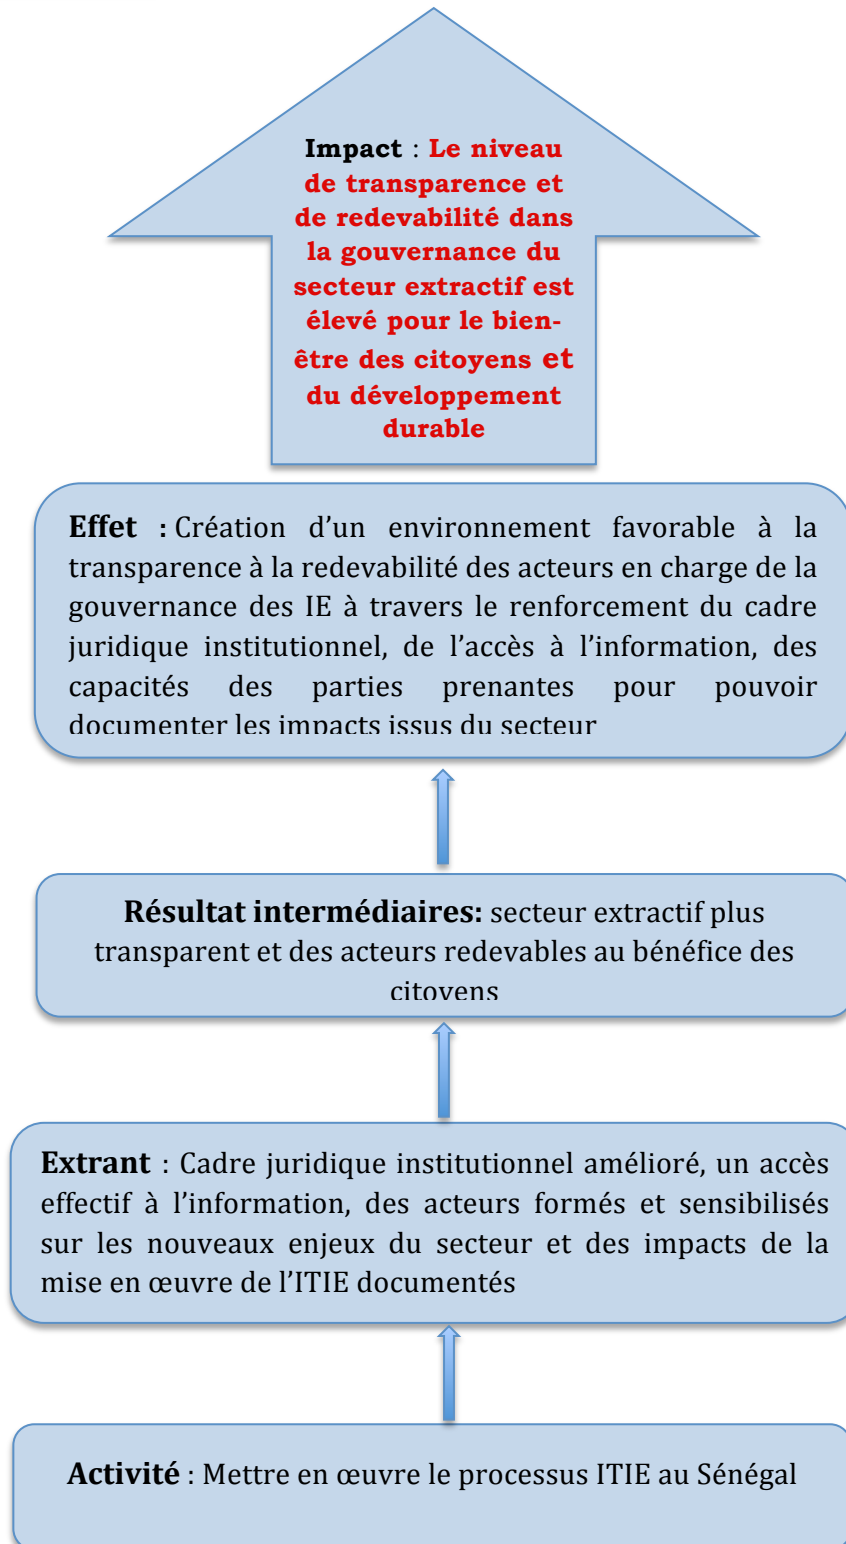 Impact : Le niveau
de transparence et
de redevabilité dans
la gouvernance du
secteur extractif est
élevé pour le bien-
être des citoyens et
du développement
durable
Effet : Création d’un environnement favorable à la
transparence à la redevabilité des acteurs en charge de la
gouvernance des IE à travers le renforcement du cadre
juridique institutionnel, de l’accès à l’information, des
capacités des parties prenantes pour pouvoir
documenter les impacts issus du secteur
Résultat intermédiaires: secteur extractif plus
transparent et des acteurs redevables au bénéfice des
citoyens
Extrant : Cadre juridique institutionnel amélioré, un accès
effectif à l’information, des acteurs formés et sensibilisés
sur les nouveaux enjeux du secteur et des impacts de la
mise en œuvre de l’ITIE documentés
Activité : Mettre en œuvre le processus ITIE au Sénégal